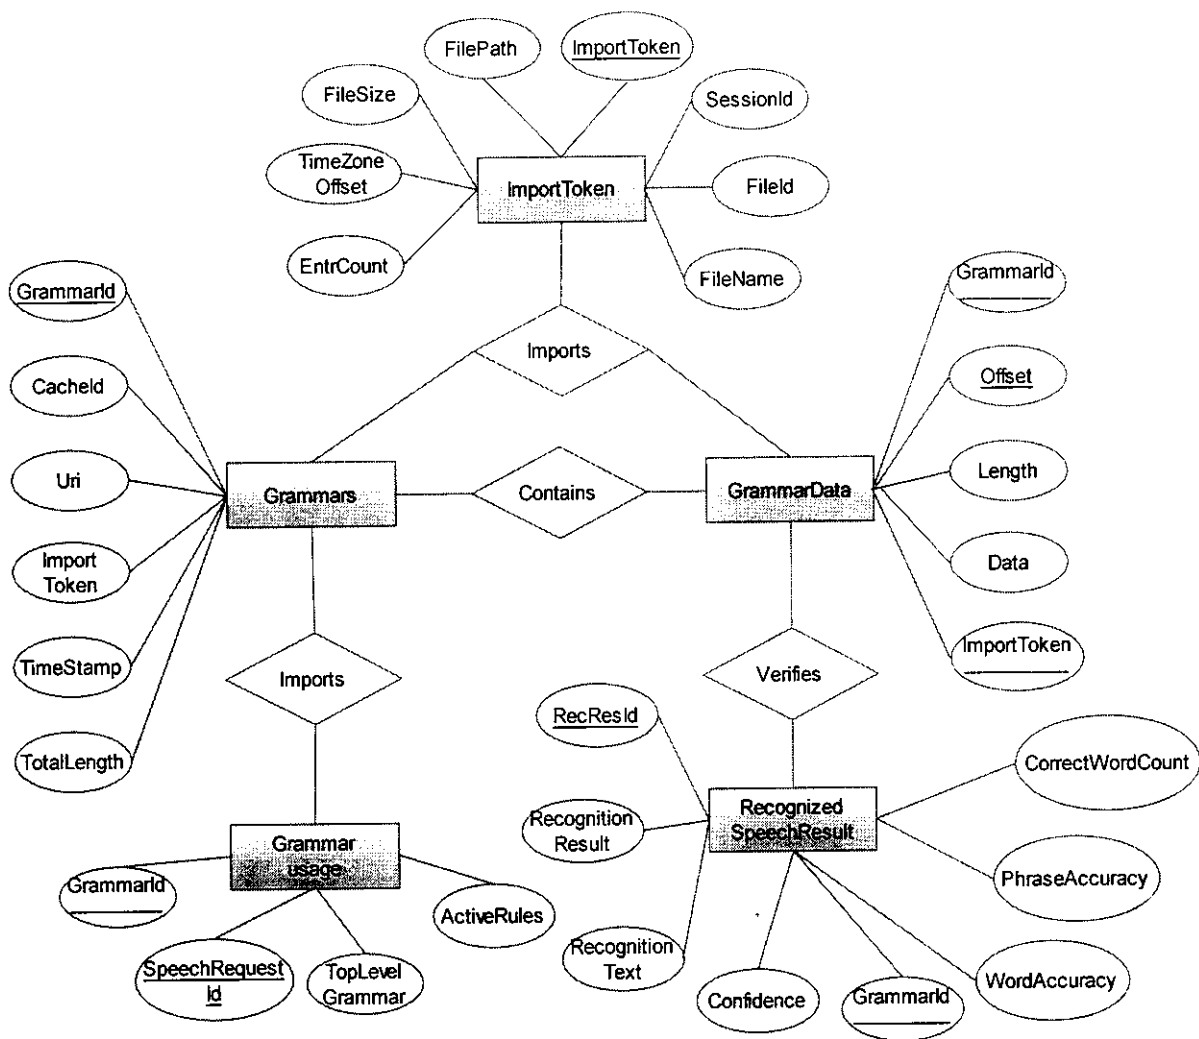 FilePath
ImportToken
FileSize
SessionId
TimeZone
Offset
ImportToken
FileId
EntrCount
FileName
GrammarId
GrammarId
Imports
CacheId
Offset
Uri
Grammars
Contains
GrammarData
Length
Import
Token
Data
TimeStamp
Imports
Verifies
ImportToken
RecResId
TotalLength
CorrectWordCount
Recognized
SpeechResult
Recognition
Result
Grammar
usage
GrammarId
PhraseAccuracy
ActiveRules
Recognition
Text
SpeechRequest
Id
TopLevel
Grammar
Confidence
GrammarId
WordAccuracy